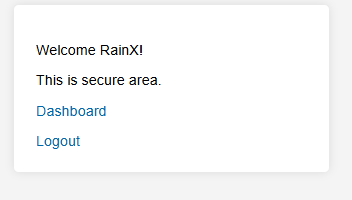 Welcome RainX!
This is secure area.
Dashboard
Logout